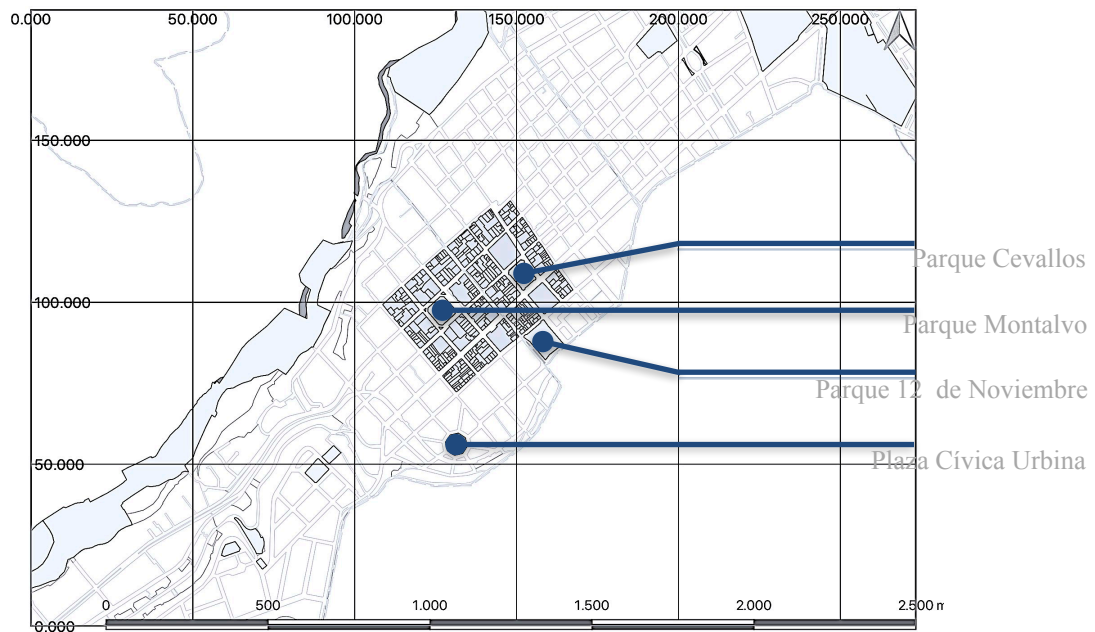 0.000 50.000 100.000 150.000 200.000 250.000
150.000
Parque Cevallos
100.000
Parque Montalvo
Parque 12 de Noviembre
50.000
Plaza Cívica Urbina
0 500 1.000 1.500 2.000 2.500 m
0.000